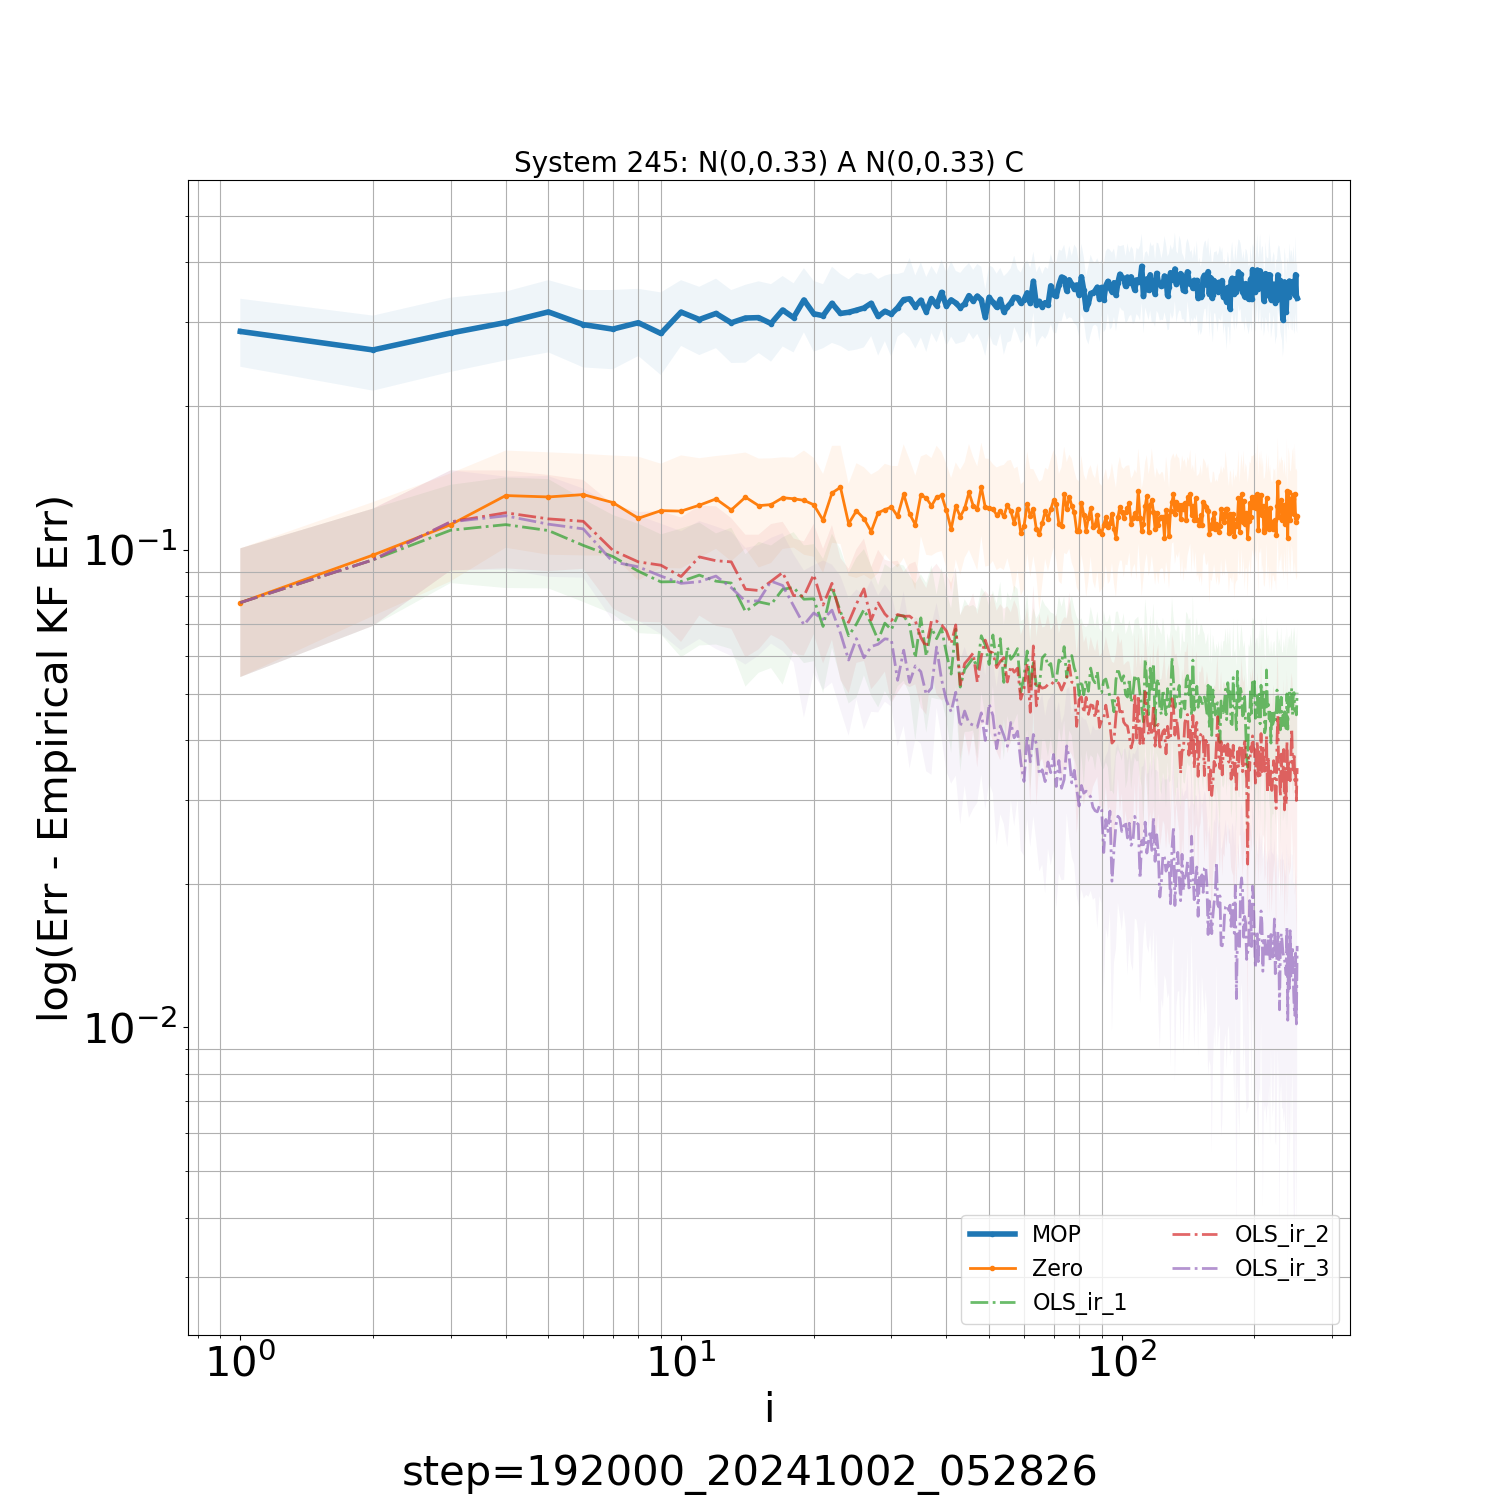 System 245: N(0,0.33) A N(0,0.33) C
log(Err - Empirical KF Err)
10⁻¹
10⁻²
MOP
Zero
OLS_ir_1
OLS_ir_2
OLS_ir_3
10⁰ 10¹ 10²
i
step=192000_20241002_052826